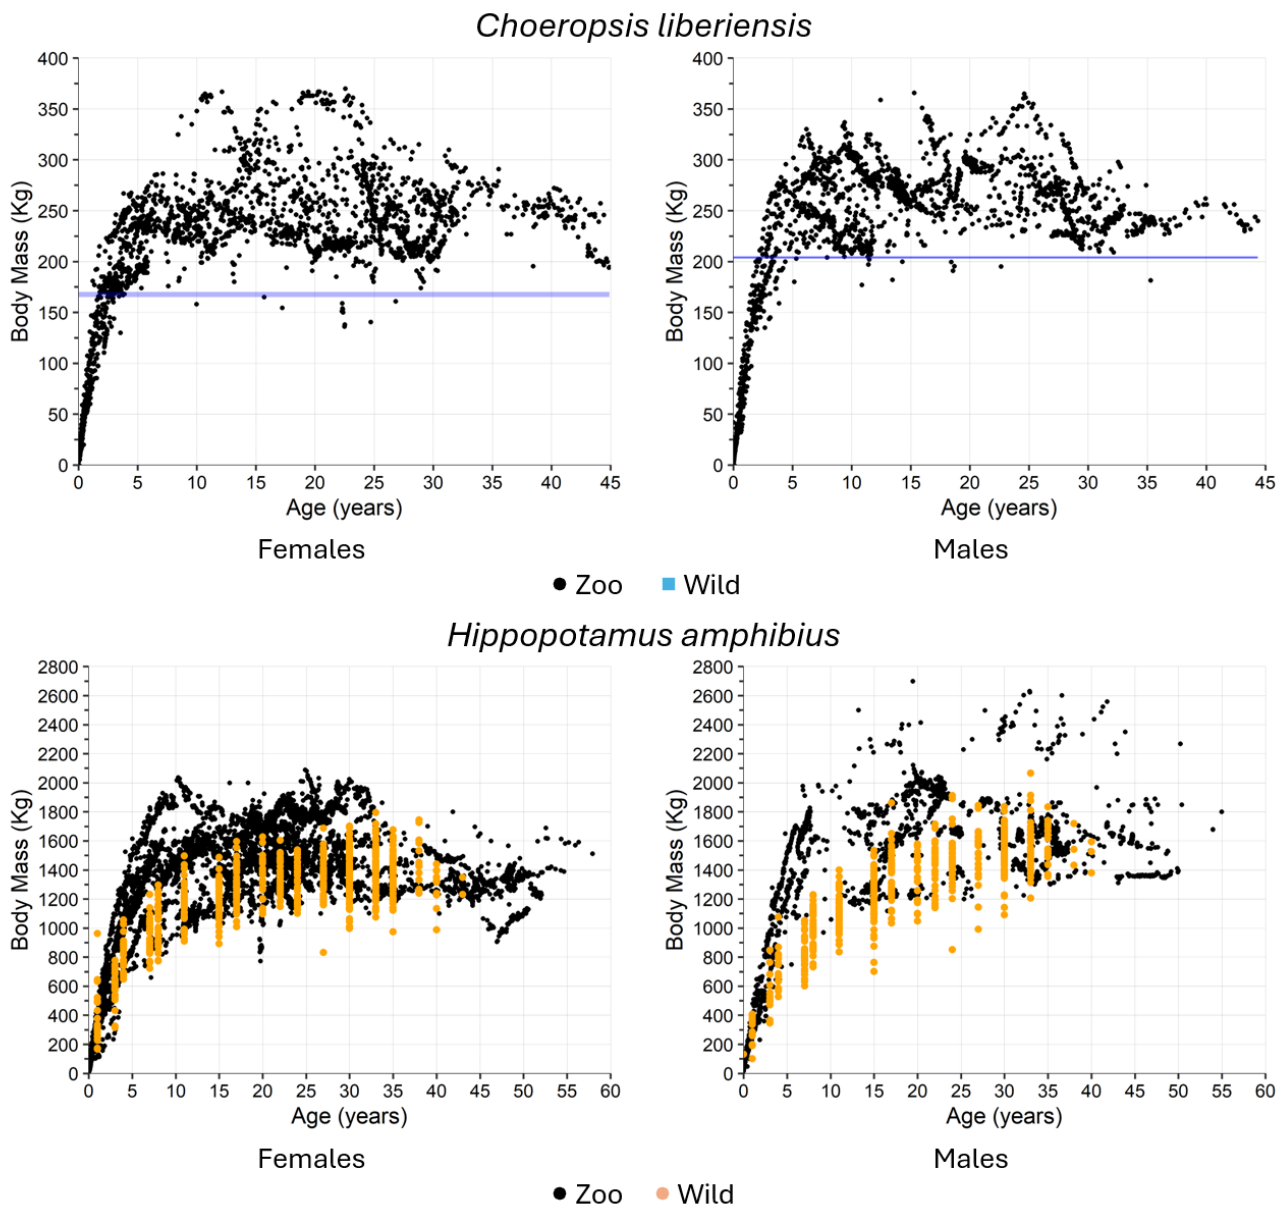 Choeropsis liberiensis
400
350
300
250
200
150
100
50
0
Body Mass (Kg)
0 5 10 15 20 25 30 35 40 45
Age (years)
Females
400
350
300
250
200
150
100
50
0
Body Mass (Kg)
0 5 10 15 20 25 30 35 40 45
Age (years)
Males
Zoo Wild
Hippopotamus amphibius
2800
2600
2400
2200
2000
1800
1600
1400
1200
1000
800
600
400
200
0
Body Mass (Kg)
0 5 10 15 20 25 30 35 40 45 50 55 60
Age (years)
Females
2800
2600
2400
2200
2000
1800
1600
1400
1200
1000
800
600
400
200
0
Body Mass (Kg)
0 5 10 15 20 25 30 35 40 45 50 55 60
Age (years)
Males
Zoo Wild